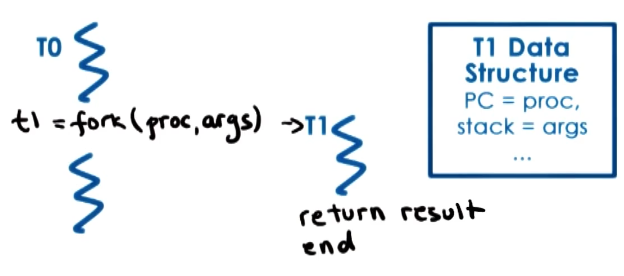 T0
t1 = fork(proc,args) →T1
return result
end
T1 Data
Structure
PC = proc,
stack = args
...